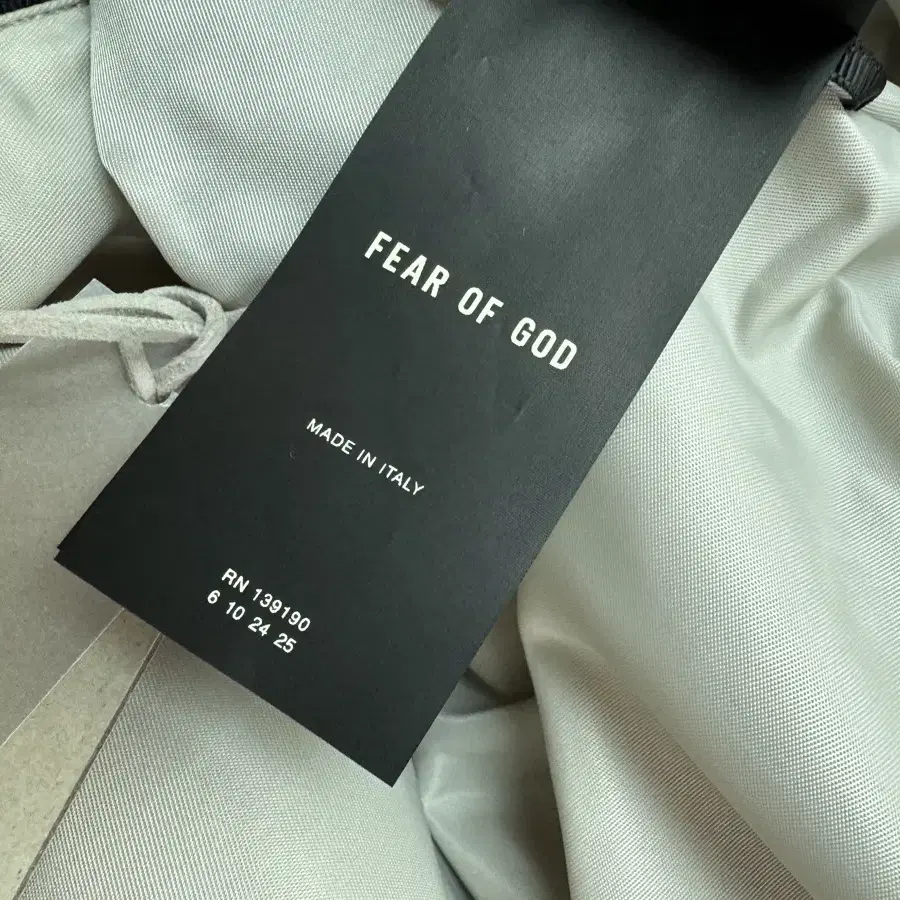 FEAR OF GOD
MADE IN ITALY
RN 139190
6 10 24 25